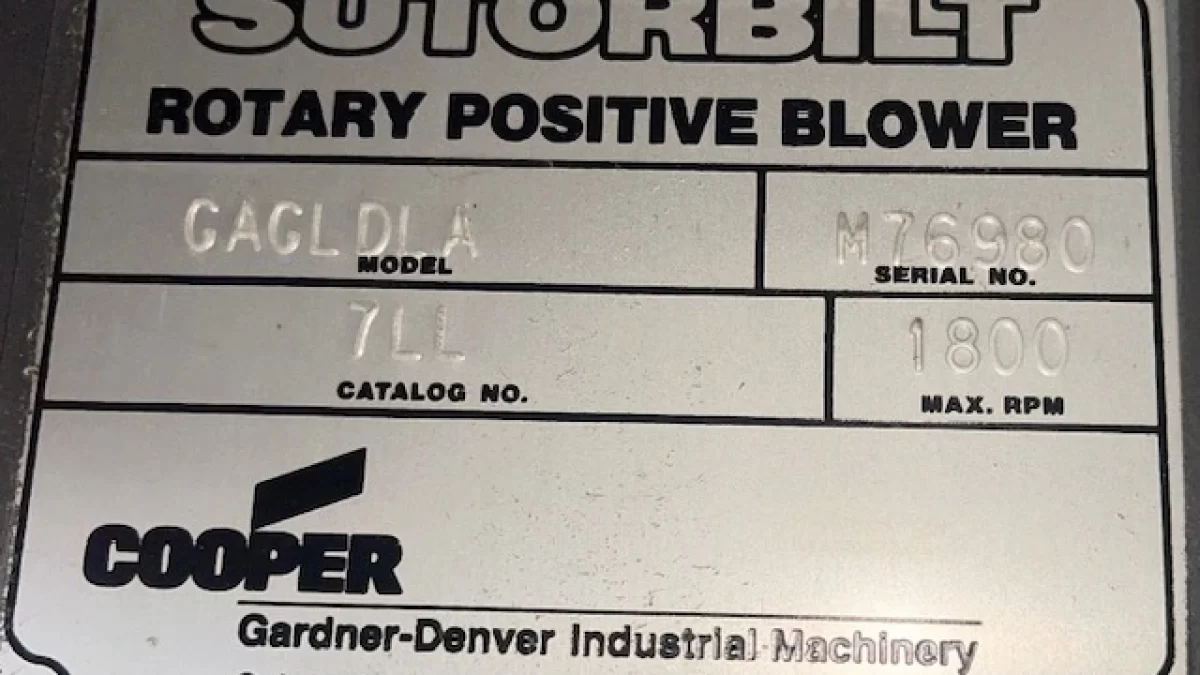 SUTORBILT
ROTARY POSITIVE BLOWER
GAGLDLA
MODEL
M76980
SERIAL NO.
7LL
CATALOG NO.
1800
MAX. RPM
COOPER
Gardner-Denver Industrial Machinery